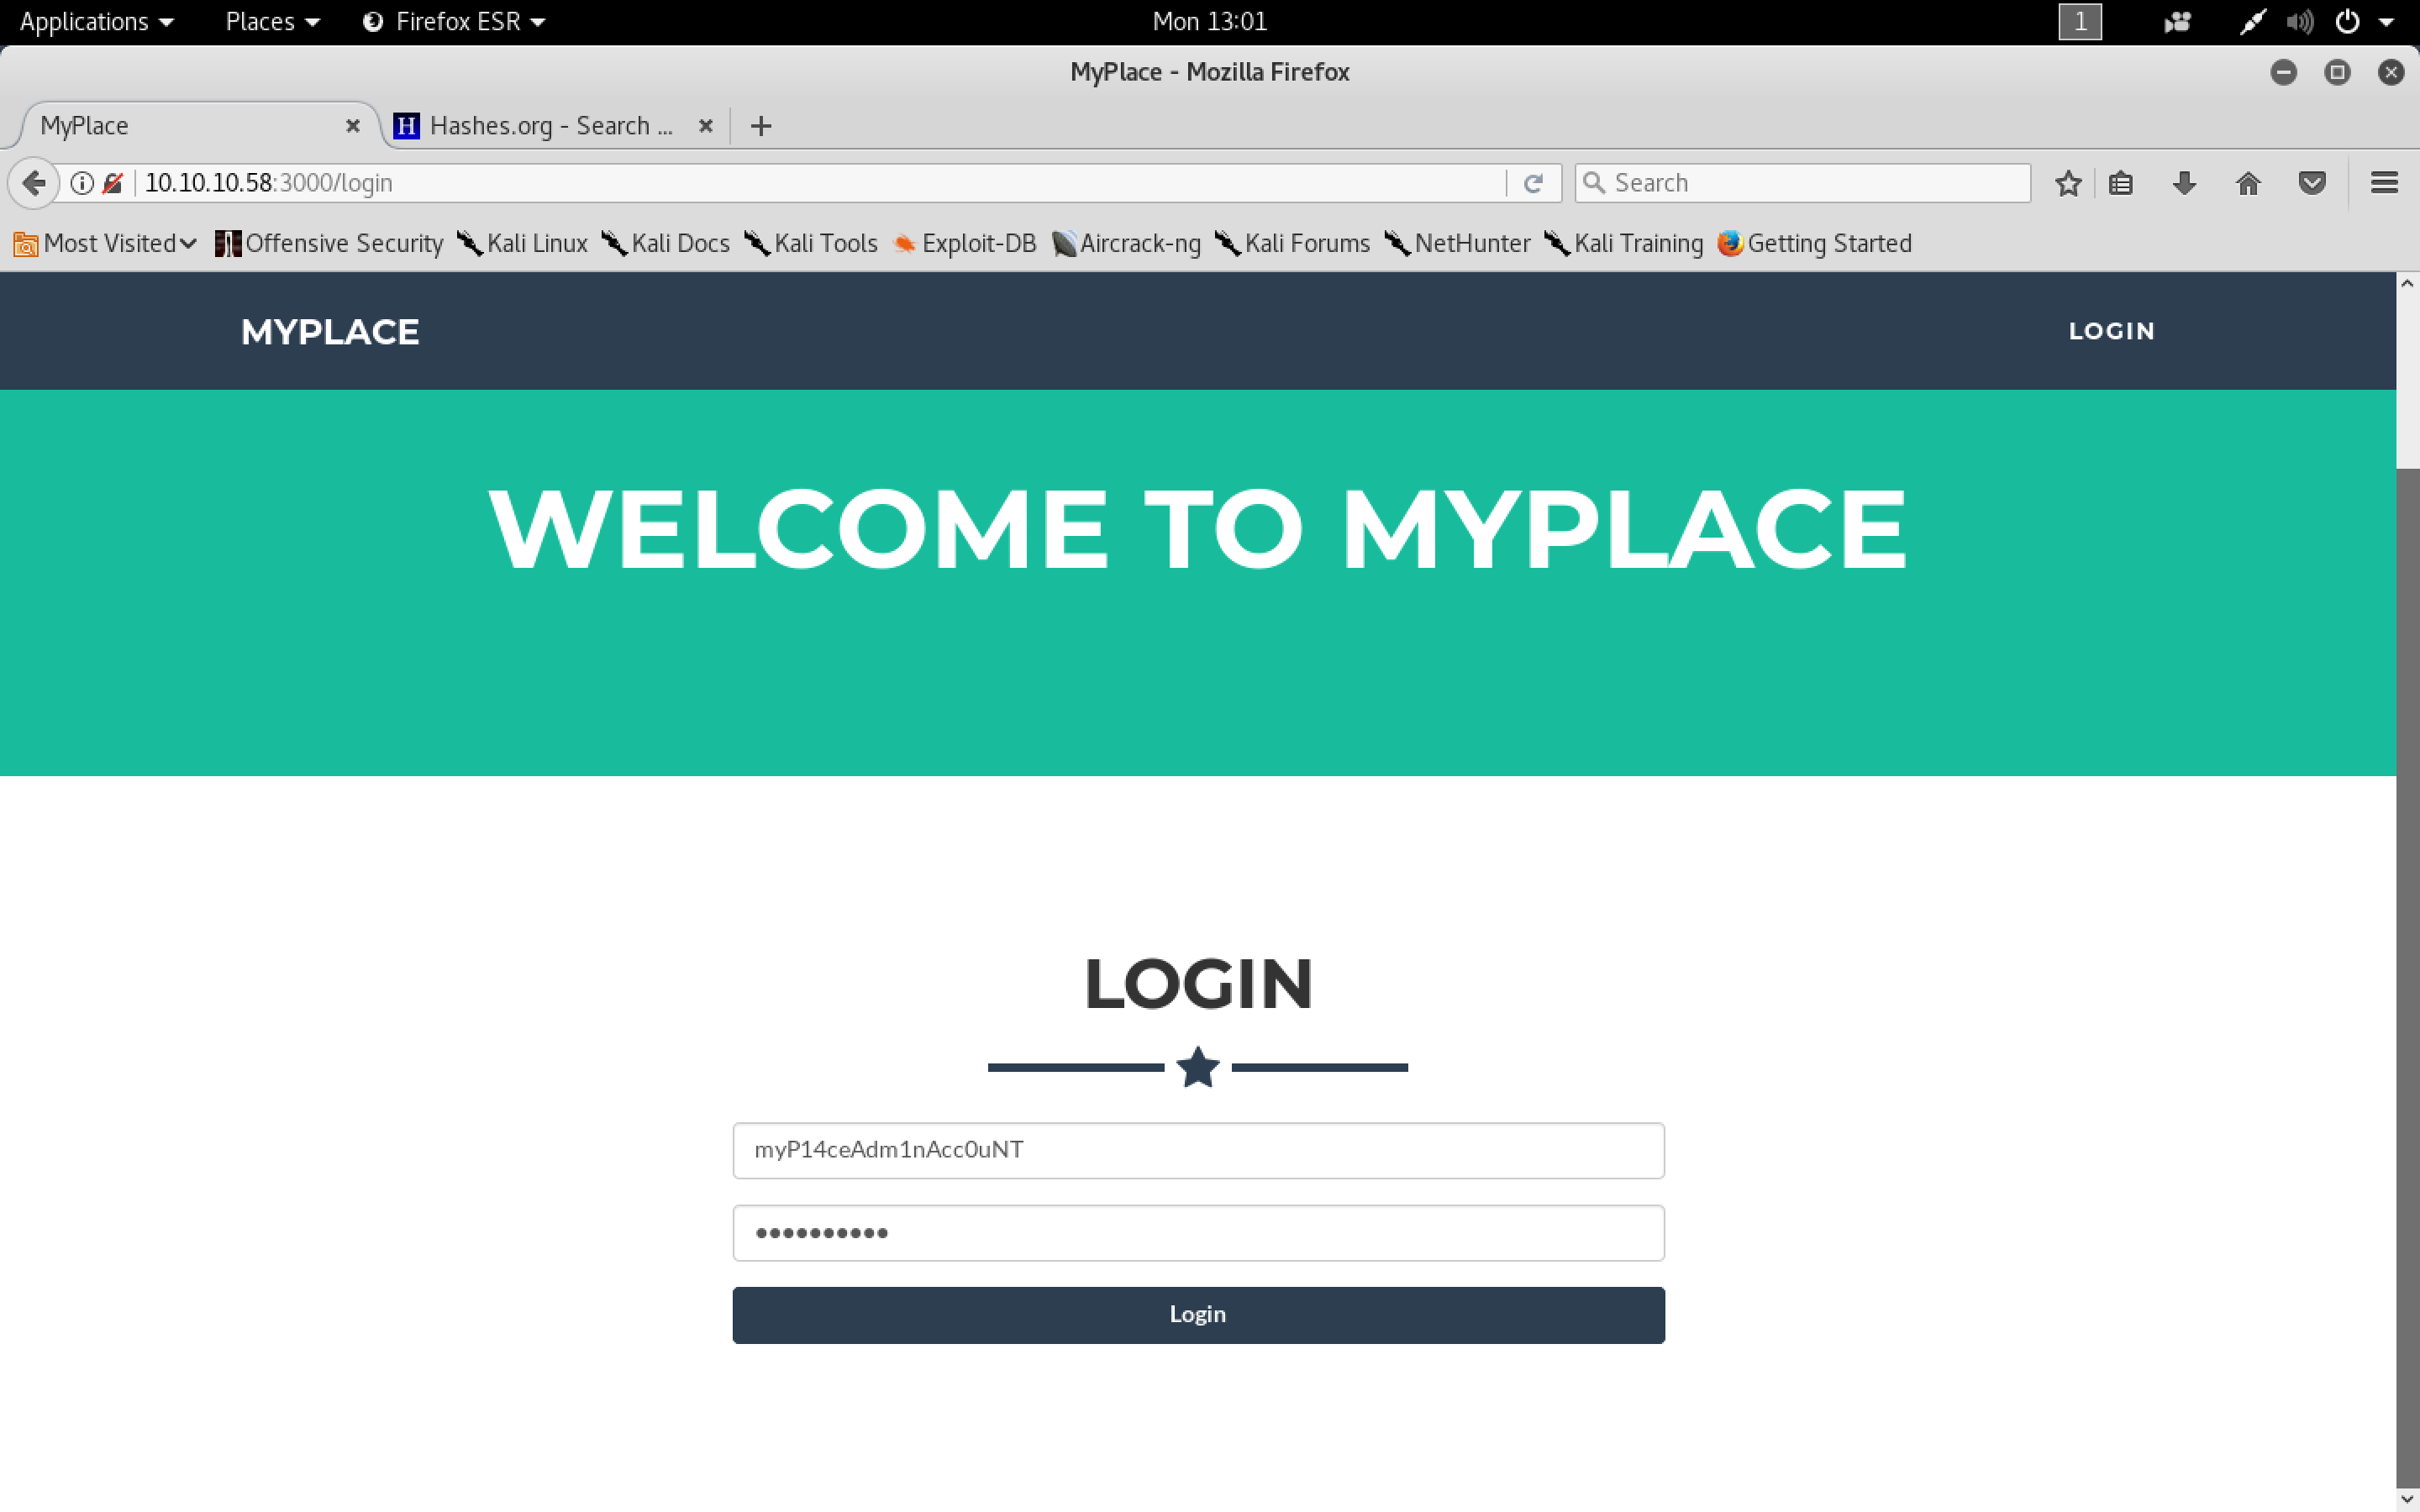 Applications Places Firefox ESR Mon 13:01 1
MyPlace - Mozilla Firefox
MyPlace H Hashes.org - Search ...
10.10.10.58:3000/login Search
Most Visited Offensive Security Kali Linux Kali Docs Kali Tools Exploit-DB Aircrack-ng Kali Forums NetHunter Kali Training Getting Started
MYPLACE LOGIN
WELCOME TO MYPLACE
LOGIN
myP14ceAdm1nAcc0uNT
••••••••••
Login